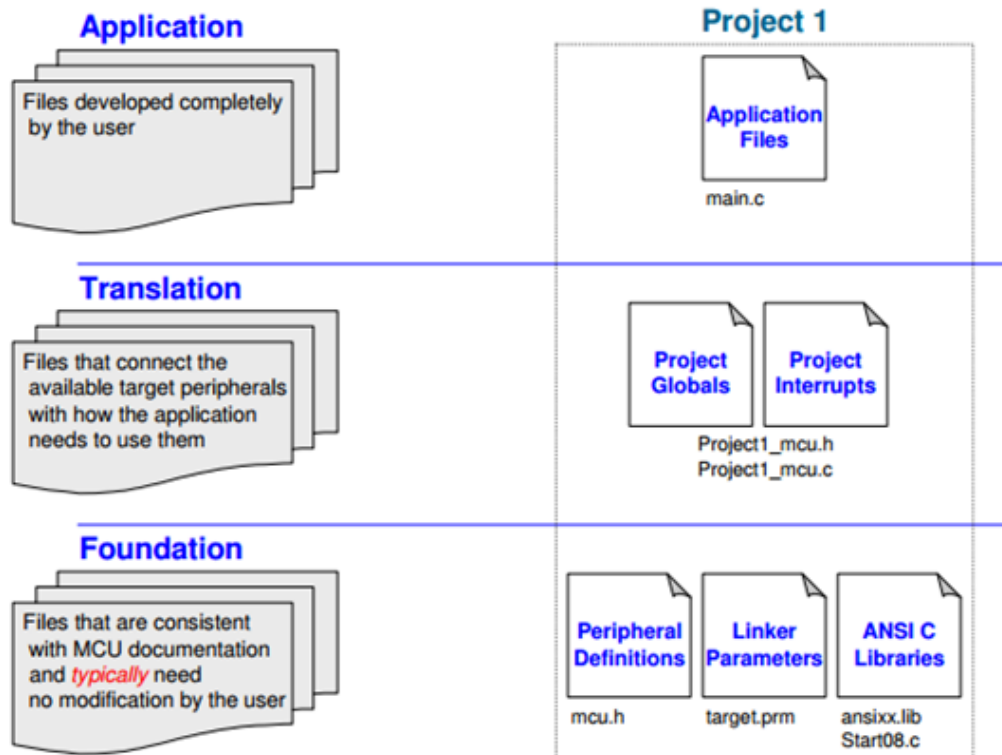 Application
Project 1
Files developed completely
by the user
Application
Files
main.c
Translation
Files that connect the
available target peripherals
with how the application
needs to use them
Project
Globals
Project
Interrupts
Project1_mcu.h
Project1_mcu.c
Foundation
Files that are consistent
with MCU documentation
and typically need
no modification by the user
Peripheral
Definitions
Linker
Parameters
ANSI C
Libraries
mcu.h
target.prm
ansixx.lib
Start08.c